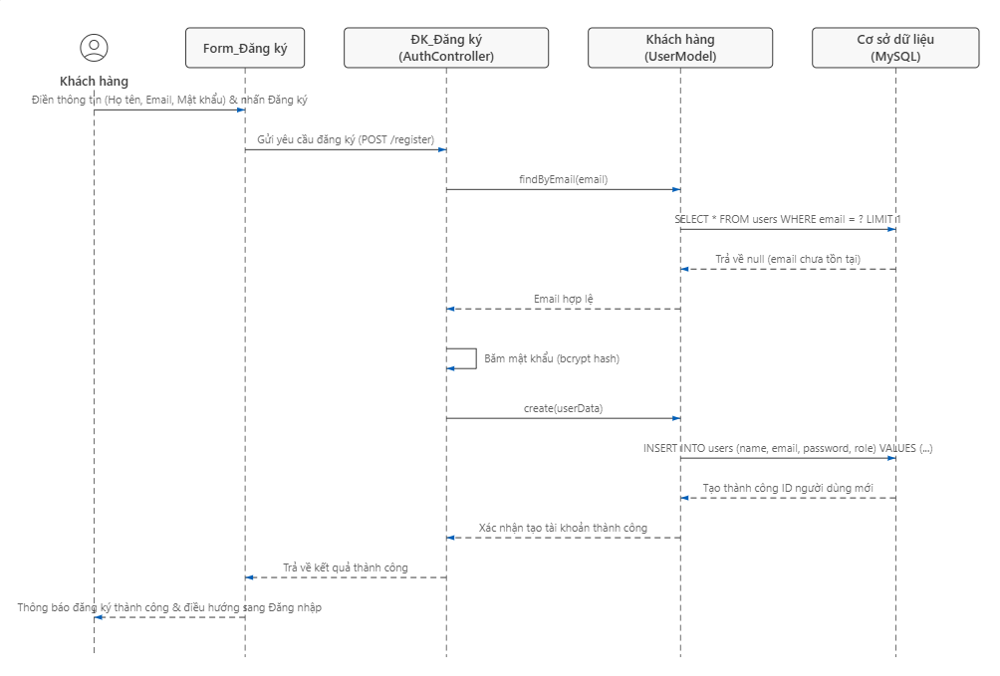 Khách hàng
Form_Đăng ký
ĐK_Đăng ký
(AuthController)
Khách hàng
(UserModel)
Cơ sở dữ liệu
(MySQL)
Điền thông tin (Họ tên, Email, Mật khẩu) & nhấn Đăng ký
Gửi yêu cầu đăng ký (POST /register)
findByEmail(email)
SELECT * FROM users WHERE email = ? LIMIT 1
Trả về null (email chưa tồn tại)
Email hợp lệ
Băm mật khẩu (bcrypt hash)
create(userData)
INSERT INTO users (name, email, password, role) VALUES (...)
Tạo thành công ID người dùng mới
Xác nhận tạo tài khoản thành công
Trả về kết quả thành công
Thông báo đăng ký thành công & điều hướng sang Đăng nhập